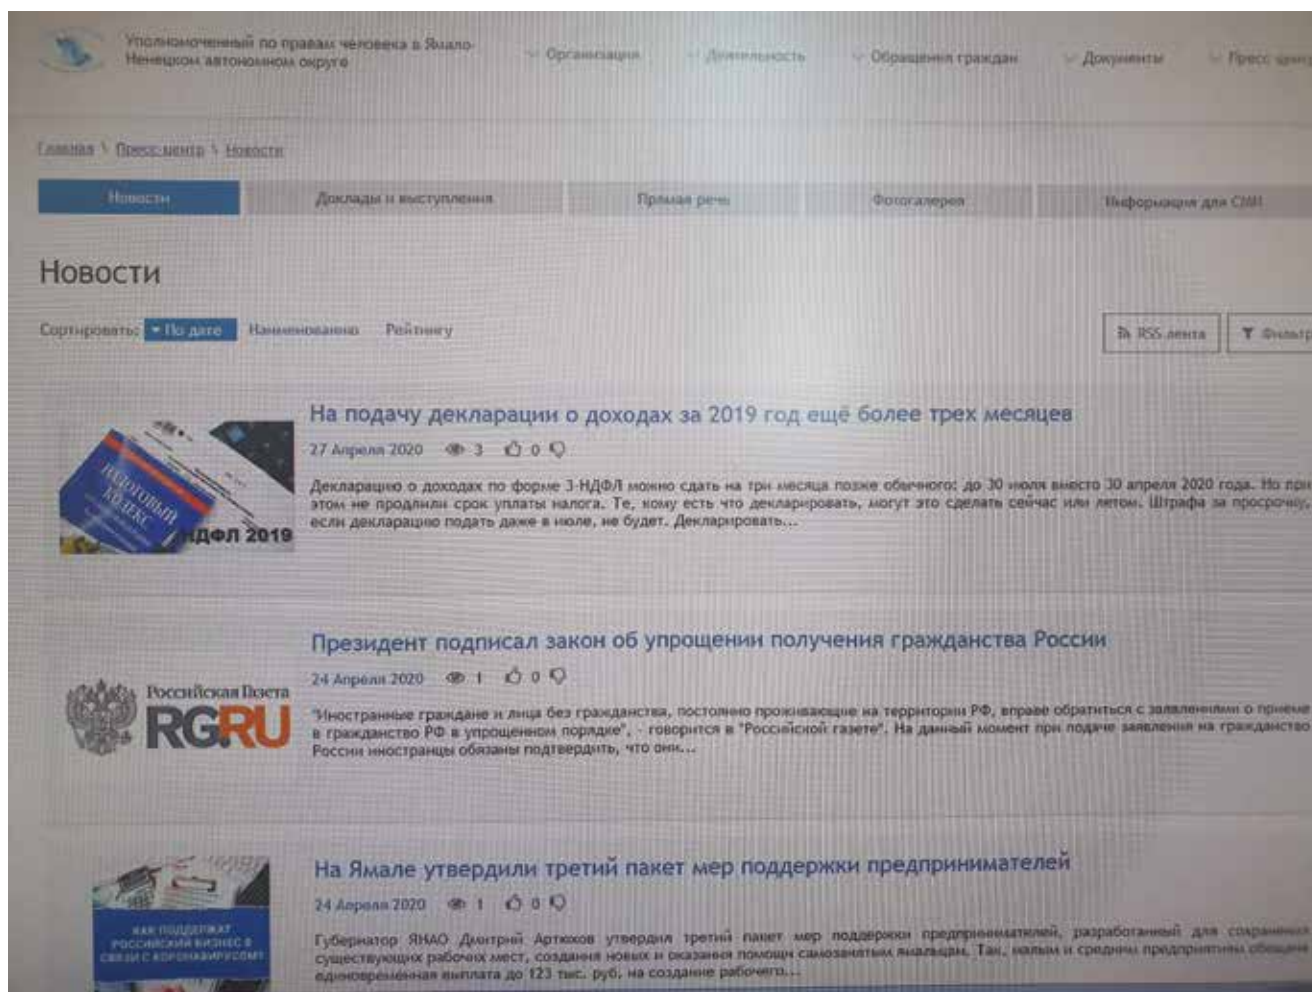 Уполномоченный по правам человека в Ямало-
Ненецком автономном округе
Организация Деятельность Обращения граждан Документы Пресс-центр
Главная \ Пресс-центр \ Новости
Новости Доклады и выступления Прямая речь Фотогалерея Информация для СМИ
Новости
Сортировать: По дате Наименованию Рейтингу RSS лента Фильтр
На подачу декларации о доходах за 2019 год ещё более трех месяцев
27 Апреля 2020 3 0
Декларацию о доходах по форме 3-НДФЛ можно сдать на три месяца позже обычного: до 30 июля вместо 30 апреля 2020 года. Но при
этом не продлили срок уплаты налога. Те, кому есть что декларировать, могут это сделать сейчас или летом. Штрафа за просрочку,
если декларацию подать даже в июле, не будет. Декларировать...
НАЛОГОВЫЙ
КОДЕКС
НДФЛ 2019
Президент подписал закон об упрощении получения гражданства России
24 Апреля 2020 1 0
Российская Газета
RGRU
"Иностранные граждане и лица без гражданства, постоянно проживающие на территории РФ, вправе обратиться с заявлениями о приеме
в гражданство РФ в упрощенном порядке", - говорится в "Российской газете". На данный момент при подаче заявления на гражданство
России иностранцы обязаны подтвердить, что они...
На Ямале утвердили третий пакет мер поддержки предпринимателей
24 Апреля 2020 1 0
КАК ПОДДЕРЖАТ
РОССИЙСКИЙ БИЗНЕС В
СВЯЗИ С КОРОНАВИРУСОМ?
Губернатор ЯНАО Дмитрий Артюхов утвердил третий пакет мер поддержки предпринимателей, разработанный для сохранения
существующих рабочих мест, создания новых и оказания помощи самозанятым ямальцам. Так, малым и средним предприятиям обещана
единовременная выплата до 123 тыс. руб. на создание рабочего...